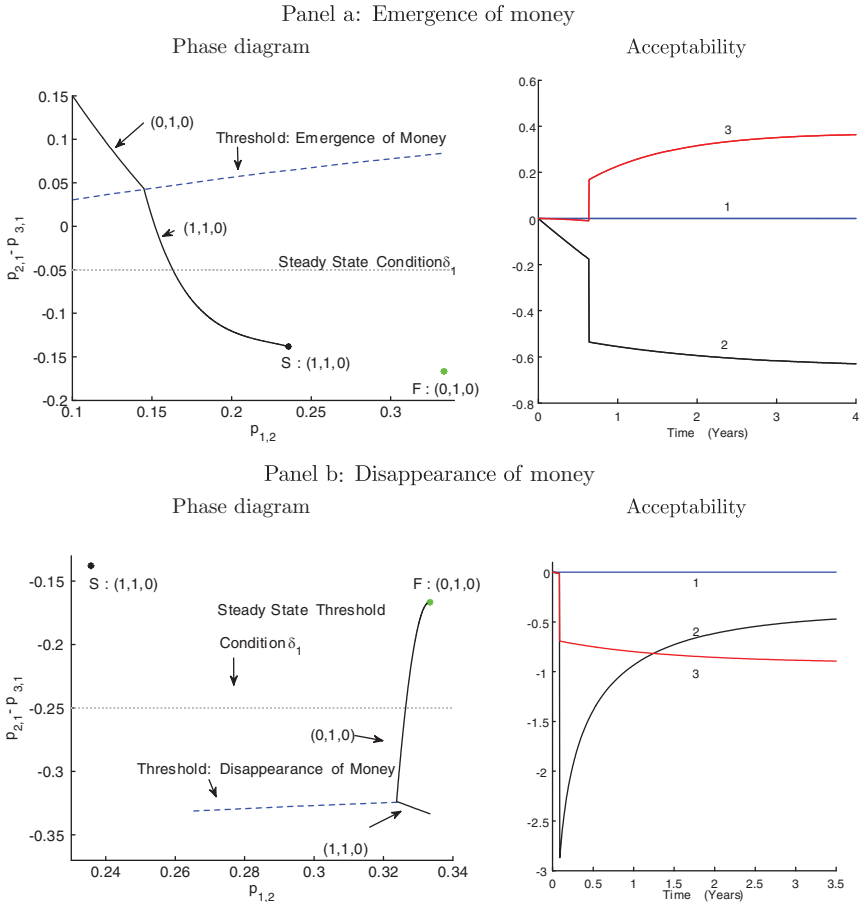 Panel a: Emergence of money
Phase diagram
Acceptability
0.15
0.1
0.05
0
-0.05
-0.1
-0.15
-0.2
p2,1 - p3,1
(0,1,0)
Threshold: Emergence of Money
(1,1,0)
Steady State Conditionδ1
S : (1,1,0)
F : (0,1,0)
0.1 0.15 0.2 0.25 0.3
p1,2
0.6
0.4
0.2
0
-0.2
-0.4
-0.6
-0.8
3
1
2
0 1 2 3 4
Time (Years)
Panel b: Disappearance of money
Phase diagram
Acceptability
-0.15
-0.2
-0.25
-0.3
-0.35
p2,1 - p3,1
S : (1,1,0)
F : (0,1,0)
Steady State Threshold
Conditionδ1
(0,1,0)
Threshold: Disappearance of Money
(1,1,0)
0.24 0.26 0.28 0.3 0.32 0.34
p1,2
0
-0.5
-1
-1.5
-2
-2.5
-3
1
2
3
0 0.5 1 1.5 2 2.5 3 3.5
Time (Years)